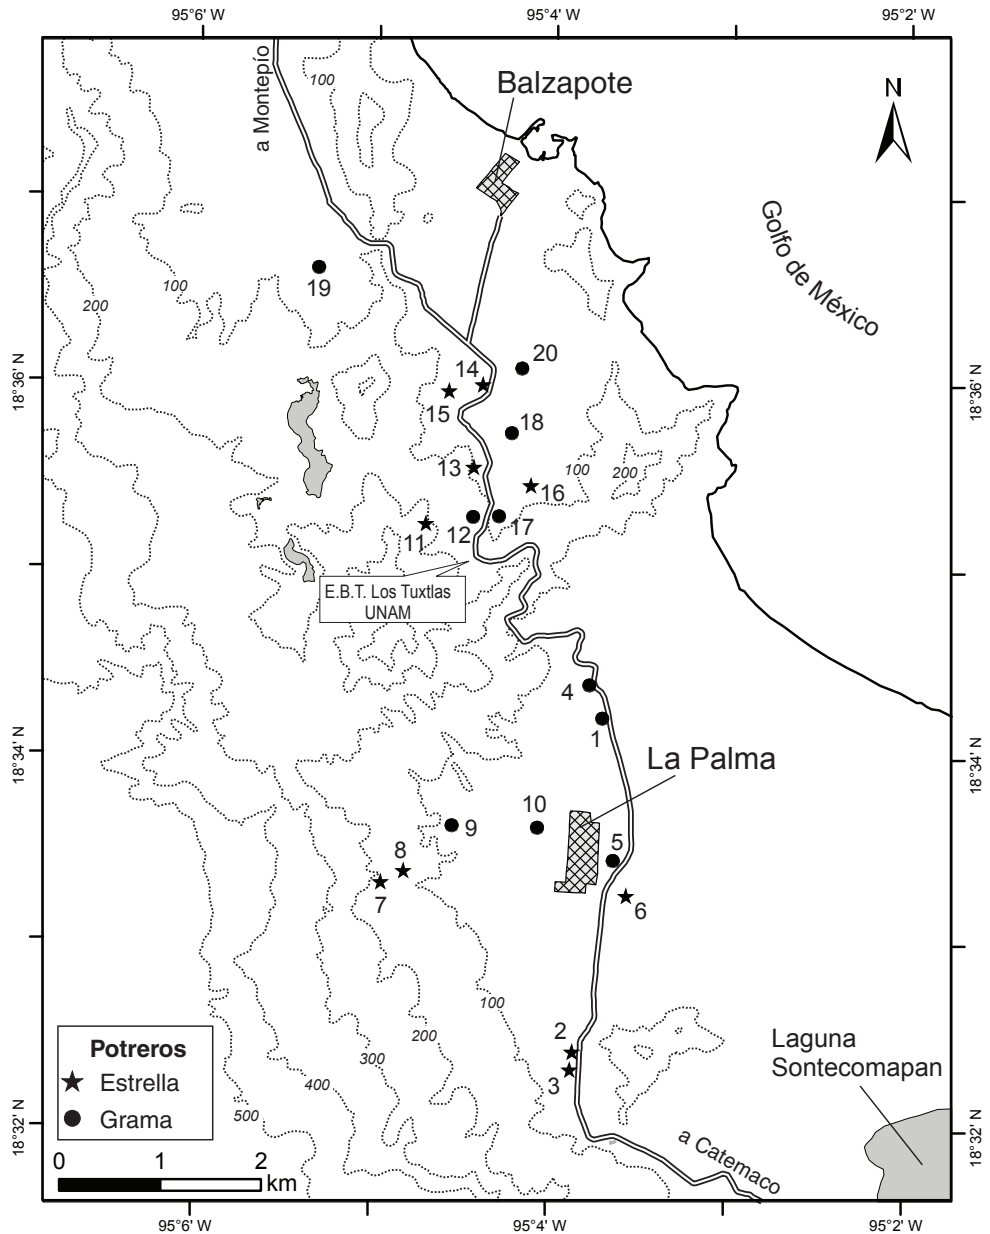 95°6' W
95°4' W
95°2' W
a Montepío
100
Balzapote
N
Golfo de México
19
100
200
18°36' N
18°36' N
14
20
15
18
13
100
200
16
11
12
17
E.B.T. Los Tuxtlas
UNAM
4
1
18°34' N
18°34' N
La Palma
10
9
5
8
7
6
100
200
300
400
500
2
3
Laguna
Sontecomapan
Potreros
Estrella
Grama
18°32' N
18°32' N
a Catemaco
0
1
2
km
95°6' W
95°4' W
95°2' W